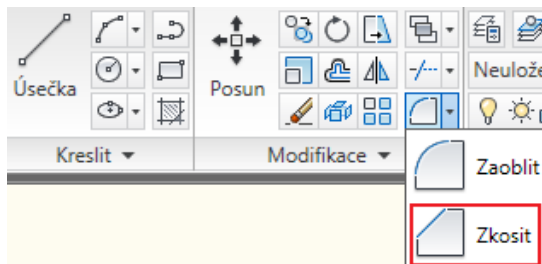 Úsečka
Posun
Neulože
Kreslit
Modifikace
Zaoblit
Zkosit